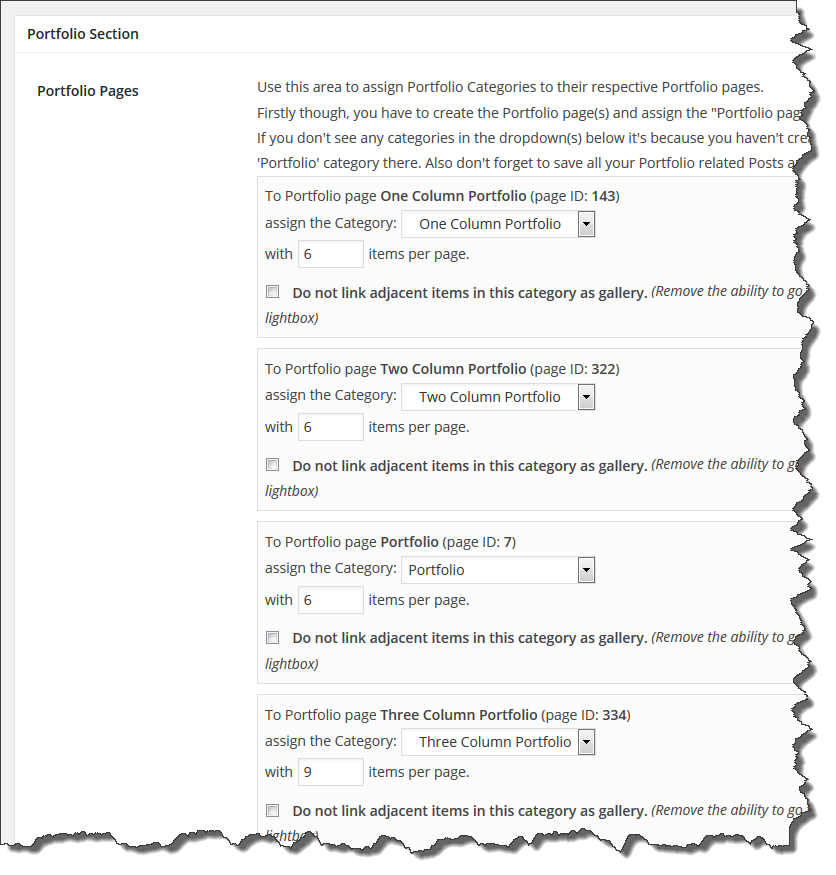 Portfolio Section
Portfolio Pages
Use this area to assign Portfolio Categories to their respective Portfolio pages.
Firstly though, you have to create the Portfolio page(s) and assign the "Portfolio
If you don't see any categories in the dropdown(s) below it's because you haven't
'Portfolio' category there. Also don't forget to save all your Portfolio related Posts
To Portfolio page One Column Portfolio (page ID: 143)
assign the Category: One Column Portfolio
with 6 items per page.
Do not link adjacent items in this category as gallery. (Remove the ability to go
lightbox)
To Portfolio page Two Column Portfolio (page ID: 322)
assign the Category: Two Column Portfolio
with 6 items per page.
Do not link adjacent items in this category as gallery. (Remove the ability to
lightbox)
To Portfolio page Portfolio (page ID: 7)
assign the Category: Portfolio
with 6 items per page.
Do not link adjacent items in this category as gallery. (Remove the ability to
lightbox)
To Portfolio page Three Column Portfolio (page ID: 334)
assign the Category: Three Column Portfolio
with 9 items per page.
Do not link adjacent items in this category as gallery. (Remove the ability to go
lightbox)